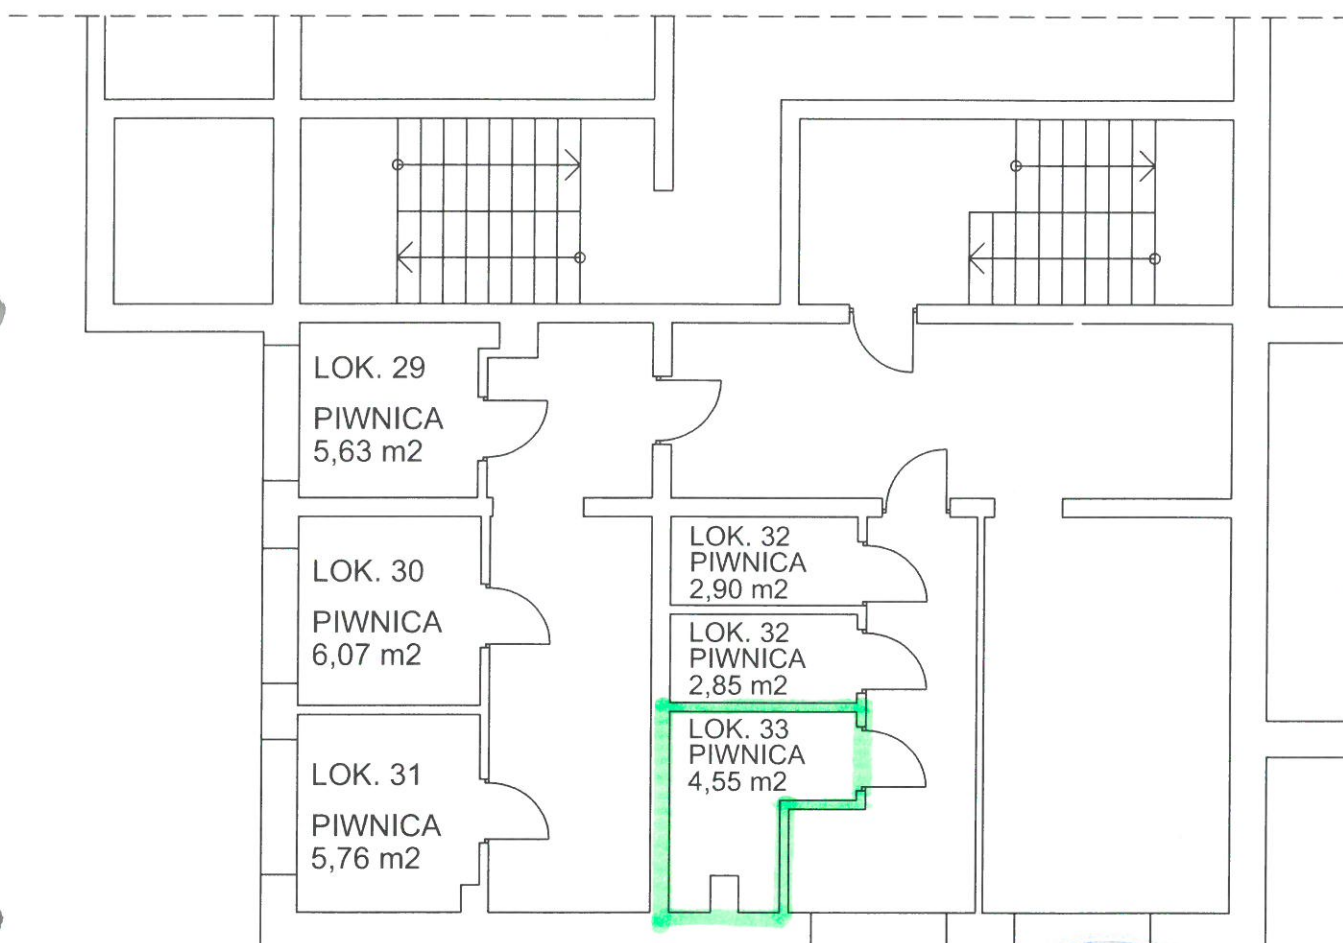 LOK. 29
PIWNICA
5,63 m2
LOK. 30
PIWNICA
6,07 m2
LOK. 31
PIWNICA
5,76 m2
LOK. 32
PIWNICA
2,90 m2
LOK. 32
PIWNICA
2,85 m2
LOK. 33
PIWNICA
4,55 m2